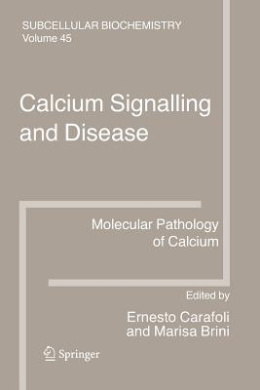 SUBCELLULAR BIOCHEMISTRY
Volume 45
Calcium Signalling
and Disease
Molecular Pathology
of Calcium
Edited by
Ernesto Carafoli
and Marisa Brini
Springer